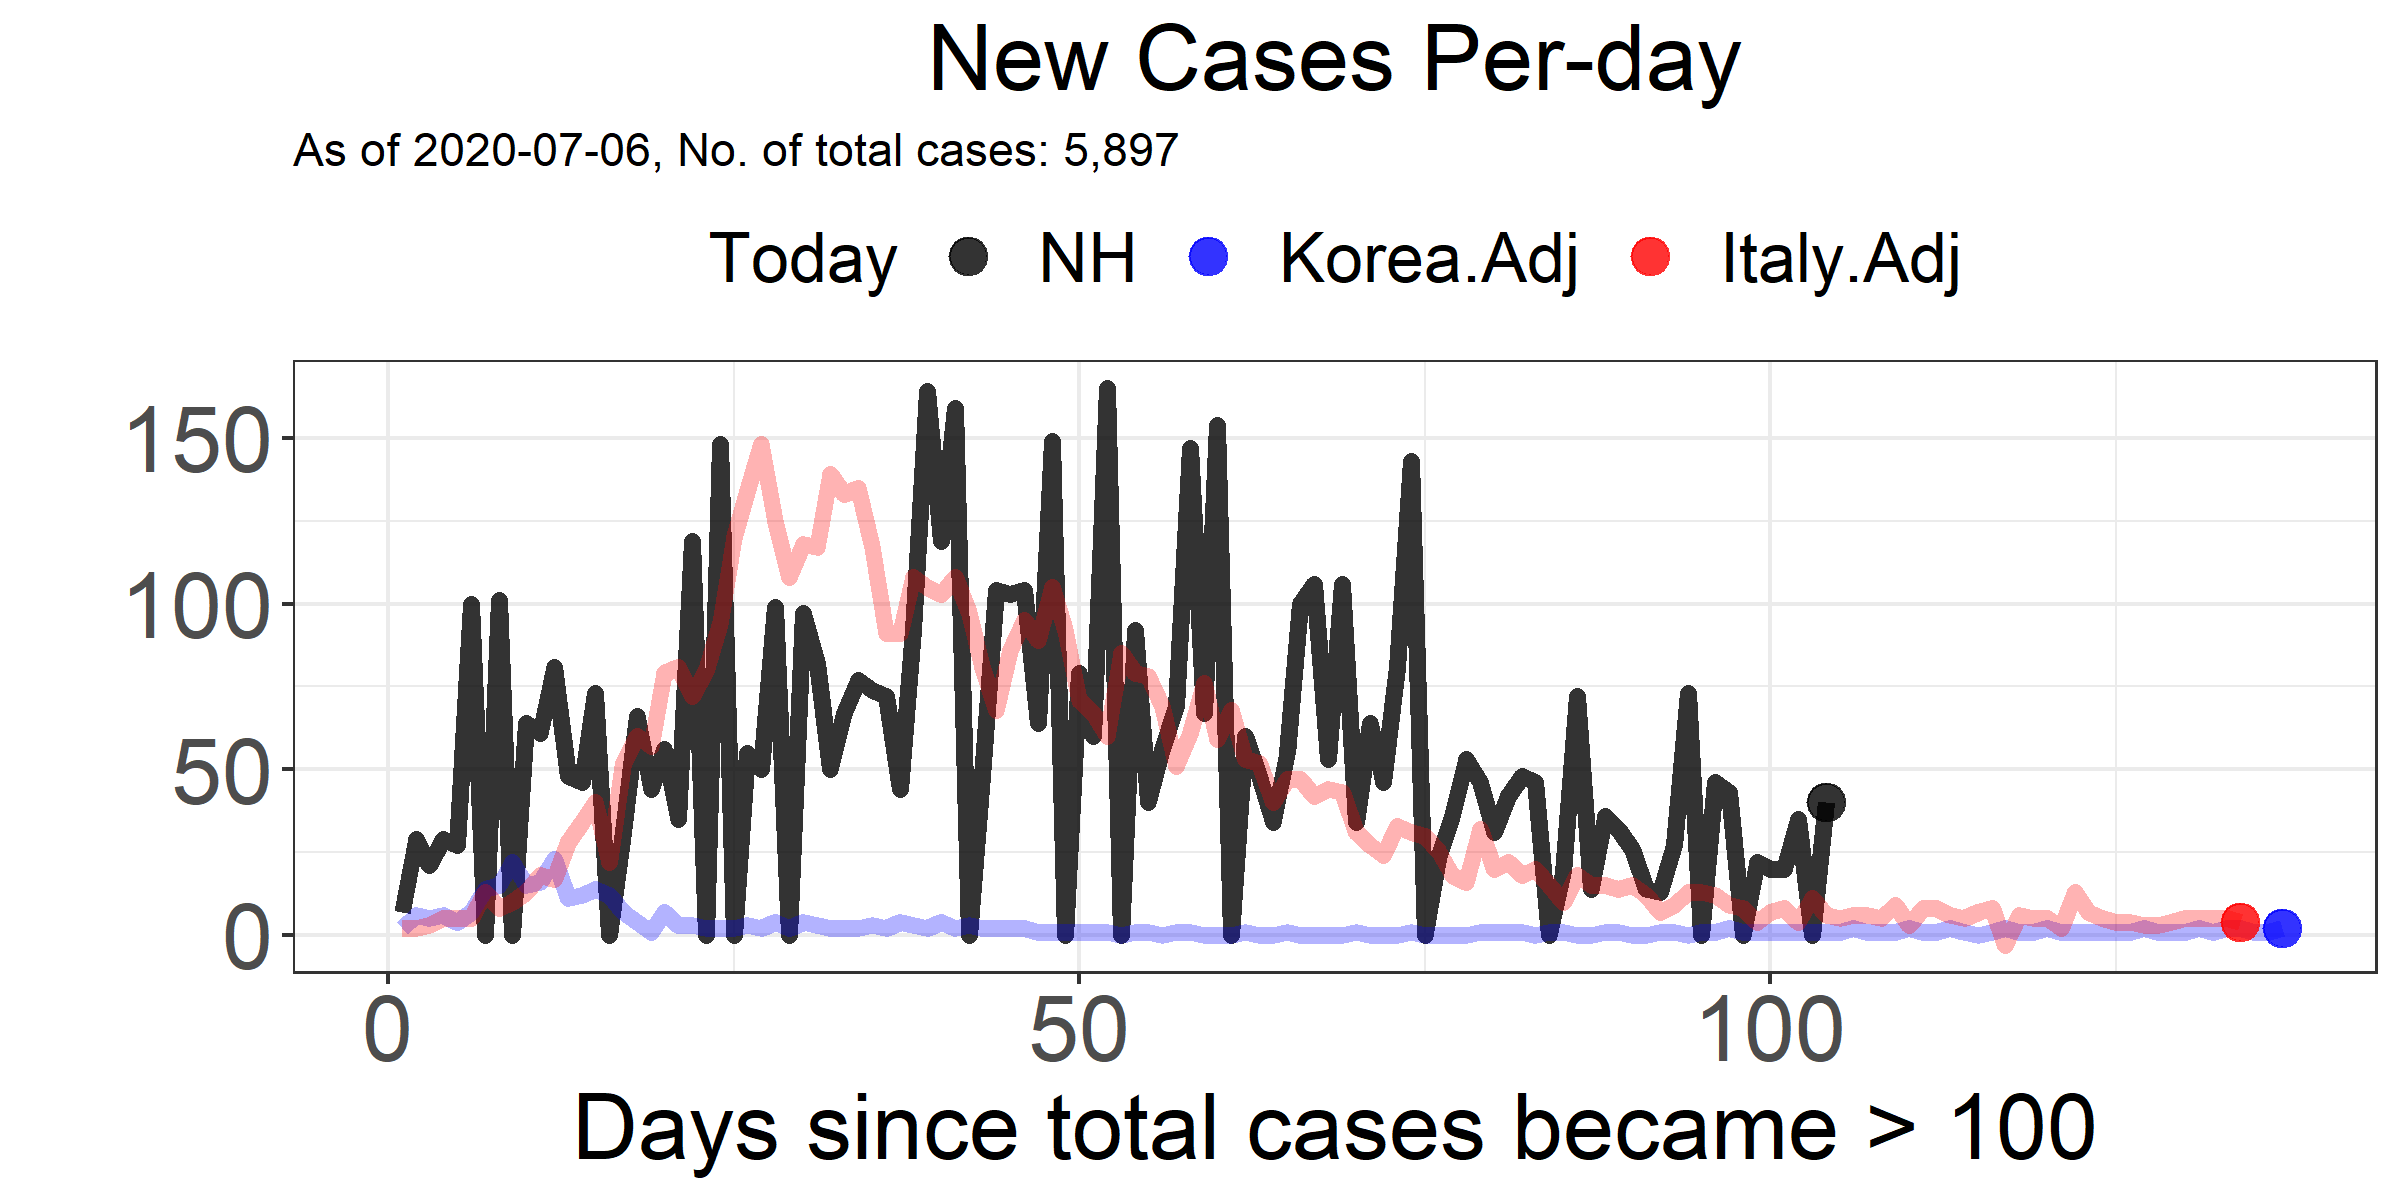 New Cases Per-day
As of 2020-07-06, No. of total cases: 5,897
Today NH Korea.Adj Italy.Adj
150
100
50
0
0 50 100
Days since total cases became > 100